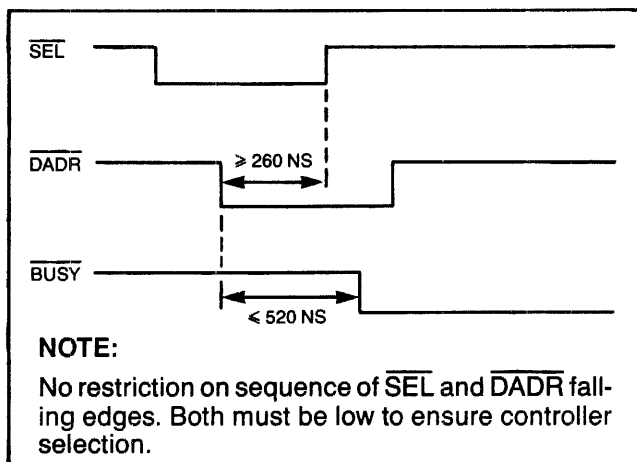 SEL
≥ 260 NS
DADR
BUSY
≤ 520 NS
NOTE:
No restriction on sequence of SEL and DADR fall-
ing edges. Both must be low to ensure controller
selection.